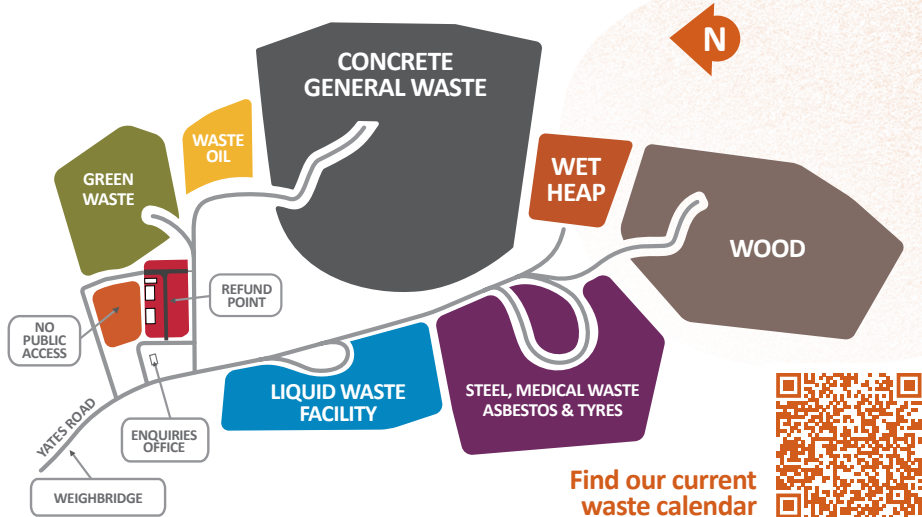 N
CONCRETE
GENERAL WASTE
WASTE
OIL
GREEN
WASTE
WET
HEAP
WOOD
REFUND
POINT
NO
PUBLIC
ACCESS
LIQUID WASTE
FACILITY
STEEL, MEDICAL WASTE
ASBESTOS & TYRES
YATES ROAD
ENQUIRIES
OFFICE
WEIGHBRIDGE
Find our current
waste calendar